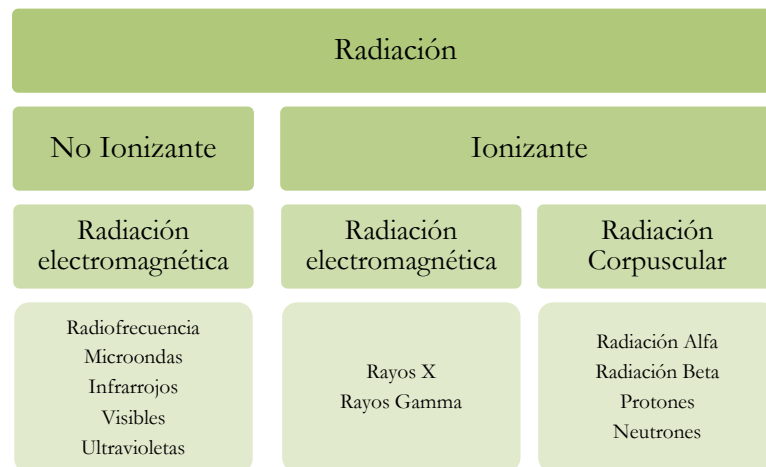 Radiación
No Ionizante
Ionizante
Radiación
electromagnética
Radiación
electromagnética
Radiación
Corpuscular
Radiofrecuencia
Microondas
Infrarrojos
Visibles
Ultravioletas
Rayos X
Rayos Gamma
Radiación Alfa
Radiación Beta
Protones
Neutrones